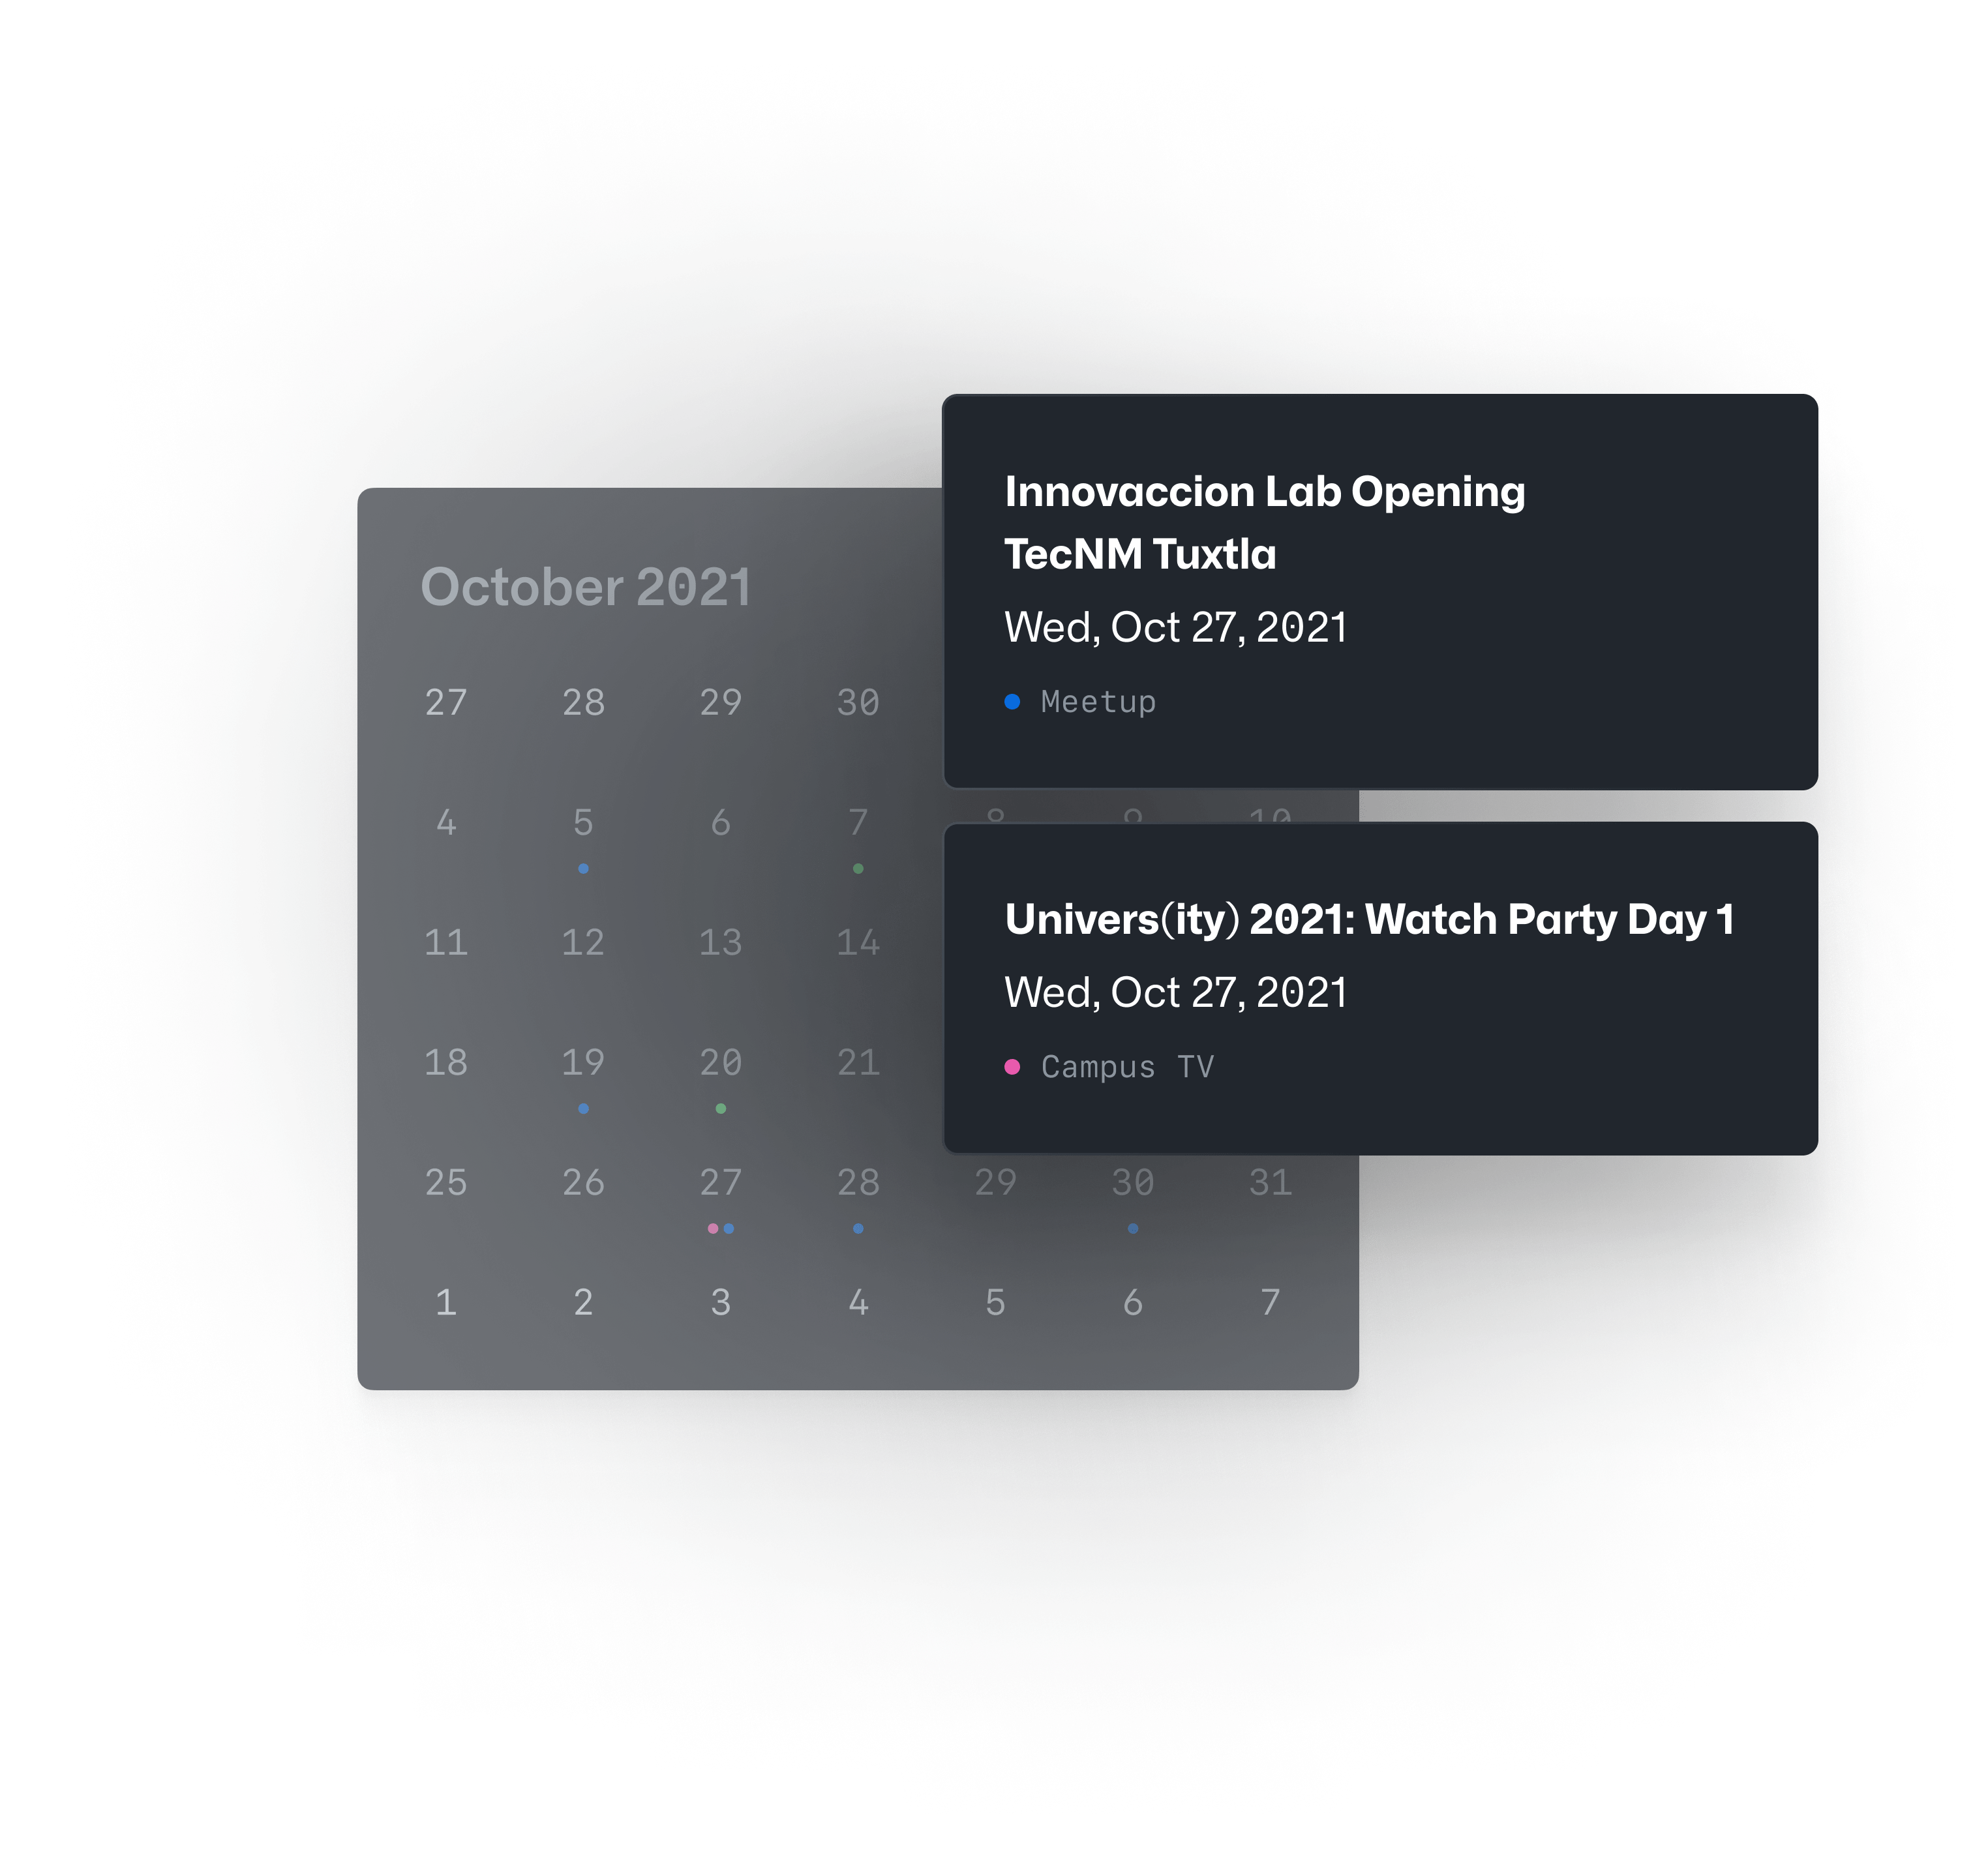 October 2021
27 28 29 30
4 5 6 7 8 9 10
11 12 13 14
18 19 20 21
25 26 27 28 29 30 31
1 2 3 4 5 6 7
Innovaccion Lab Opening
TecNM Tuxtla
Wed, Oct 27, 2021
Meetup
Univers(ity) 2021: Watch Party Day 1
Wed, Oct 27, 2021
Campus TV